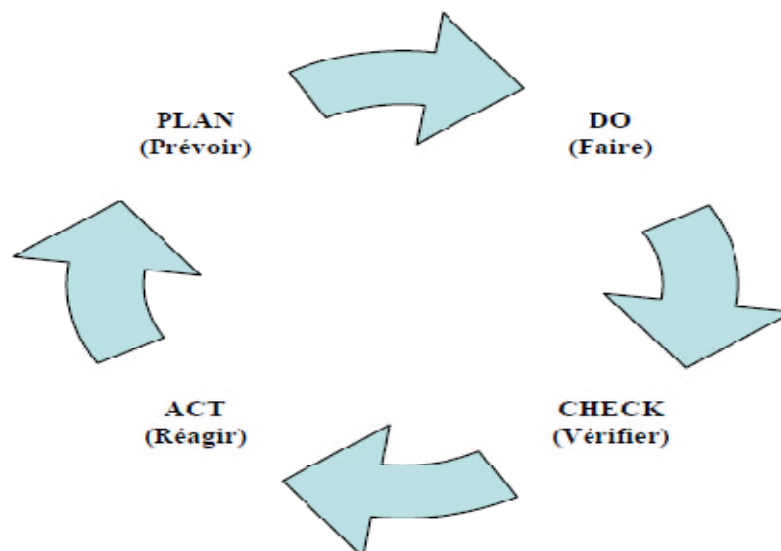 PLAN
(Prévoir)
DO
(Faire)
ACT
(Réagir)
CHECK
(Vérifier)